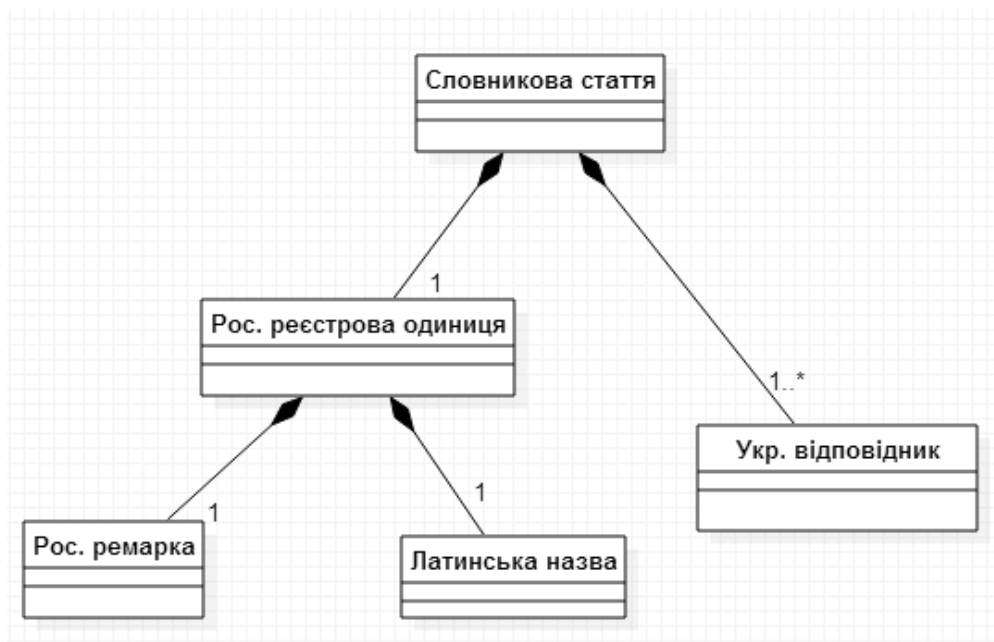 Словникова стаття
1
Рос. реєстрова одиниця
1..*
Укр. відповідник
1
1
Рос. ремарка
Латинська назва